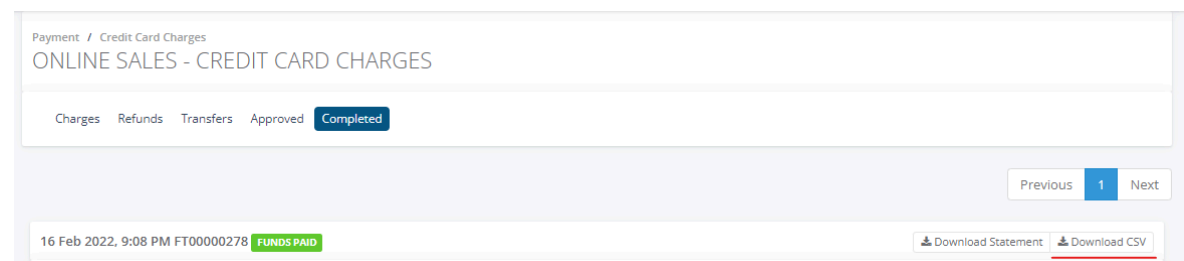 Payment / Credit Card Charges
ONLINE SALES - CREDIT CARD CHARGES
Charges Refunds Transfers Approved Completed
Previous 1 Next
16 Feb 2022, 9:08 PM FT00000278 FUNDS PAID Download Statement Download CSV